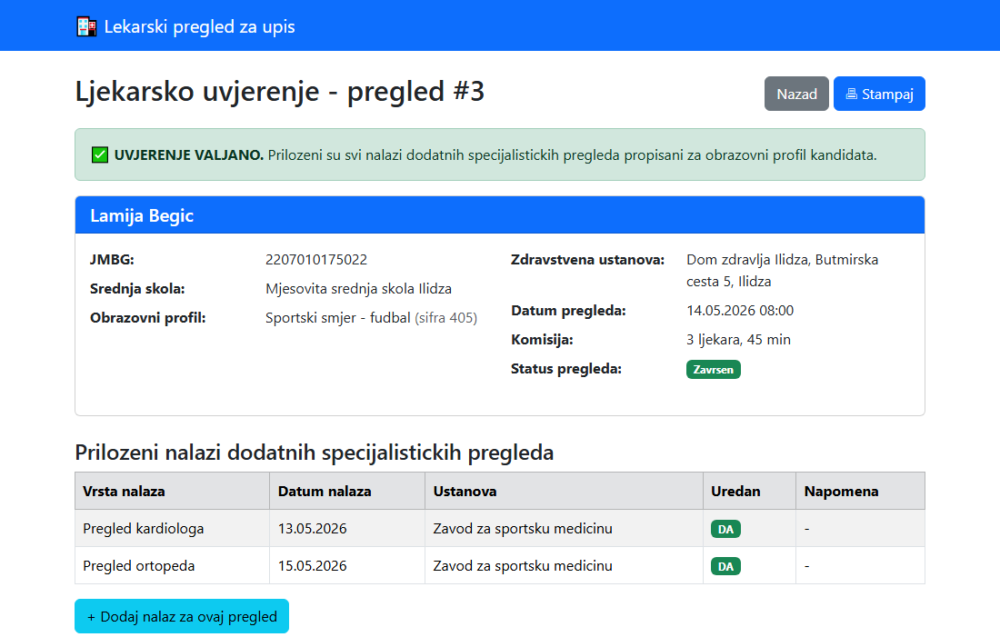 Lekarski pregled za upis
Ljekarsko uvjerenje - pregled #3
Nazad
Stampaj
UVJERENJE VALJANO. Prilozeni su svi nalazi dodatnih specijalistickih pregleda propisani za obrazovni profil kandidata.
Lamija Begic
JMBG: 2207010175022
Srednja skola: Mjesovita srednja skola Ilidza
Obrazovni profil: Sportski smjer - fudbal (sifra 405)
Zdravstvena ustanova: Dom zdravlja Ilidza, Butmirska
cesta 5, Ilidza
Datum pregleda: 14.05.2026 08:00
Komisija: 3 ljekara, 45 min
Status pregleda: Zavrsen
Prilozeni nalazi dodatnih specijalistickih pregleda
Vrsta nalaza Datum nalaza Ustanova Uredan Napomena
Pregled kardiologa 13.05.2026 Zavod za sportsku medicinu DA -
Pregled ortopeda 15.05.2026 Zavod za sportsku medicinu DA -
+ Dodaj nalaz za ovaj pregled